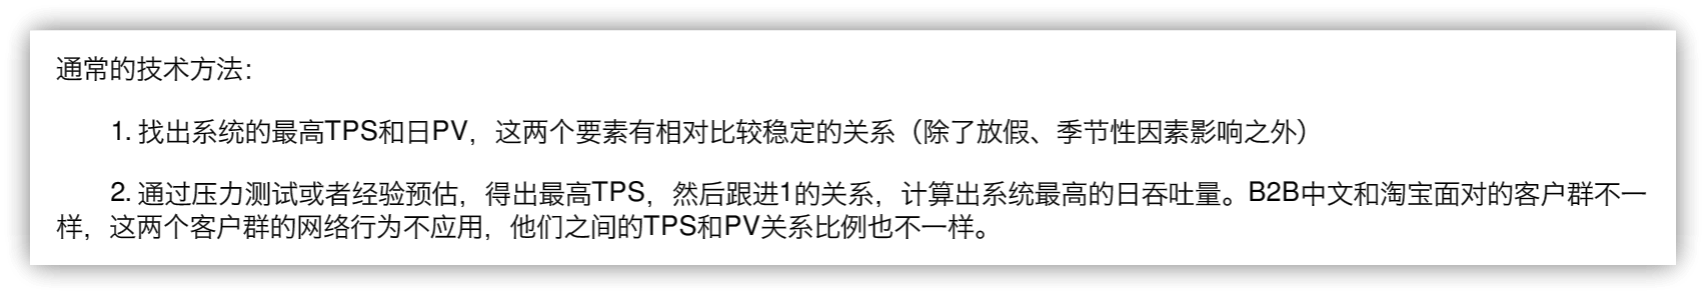 通常的技术方法：
1. 找出系统的最高TPS和日PV，这两个要素有相对比较稳定的关系（除了放假、季节性因素影响之外）
2. 通过压力测试或者经验预估，得出最高TPS，然后跟进1的关系，计算出系统最高的日吞吐量。B2B中文和淘宝面对的客户群不一
样，这两个客户群的网络行为不应用，他们之间的TPS和PV关系比例也不一样。